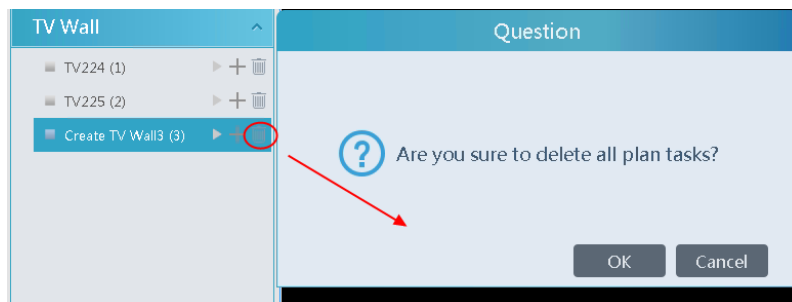 TV Wall
TV224 (1)
TV225 (2)
Create TV Wall3 (3)
Question
Are you sure to delete all plan tasks?
OK
Cancel